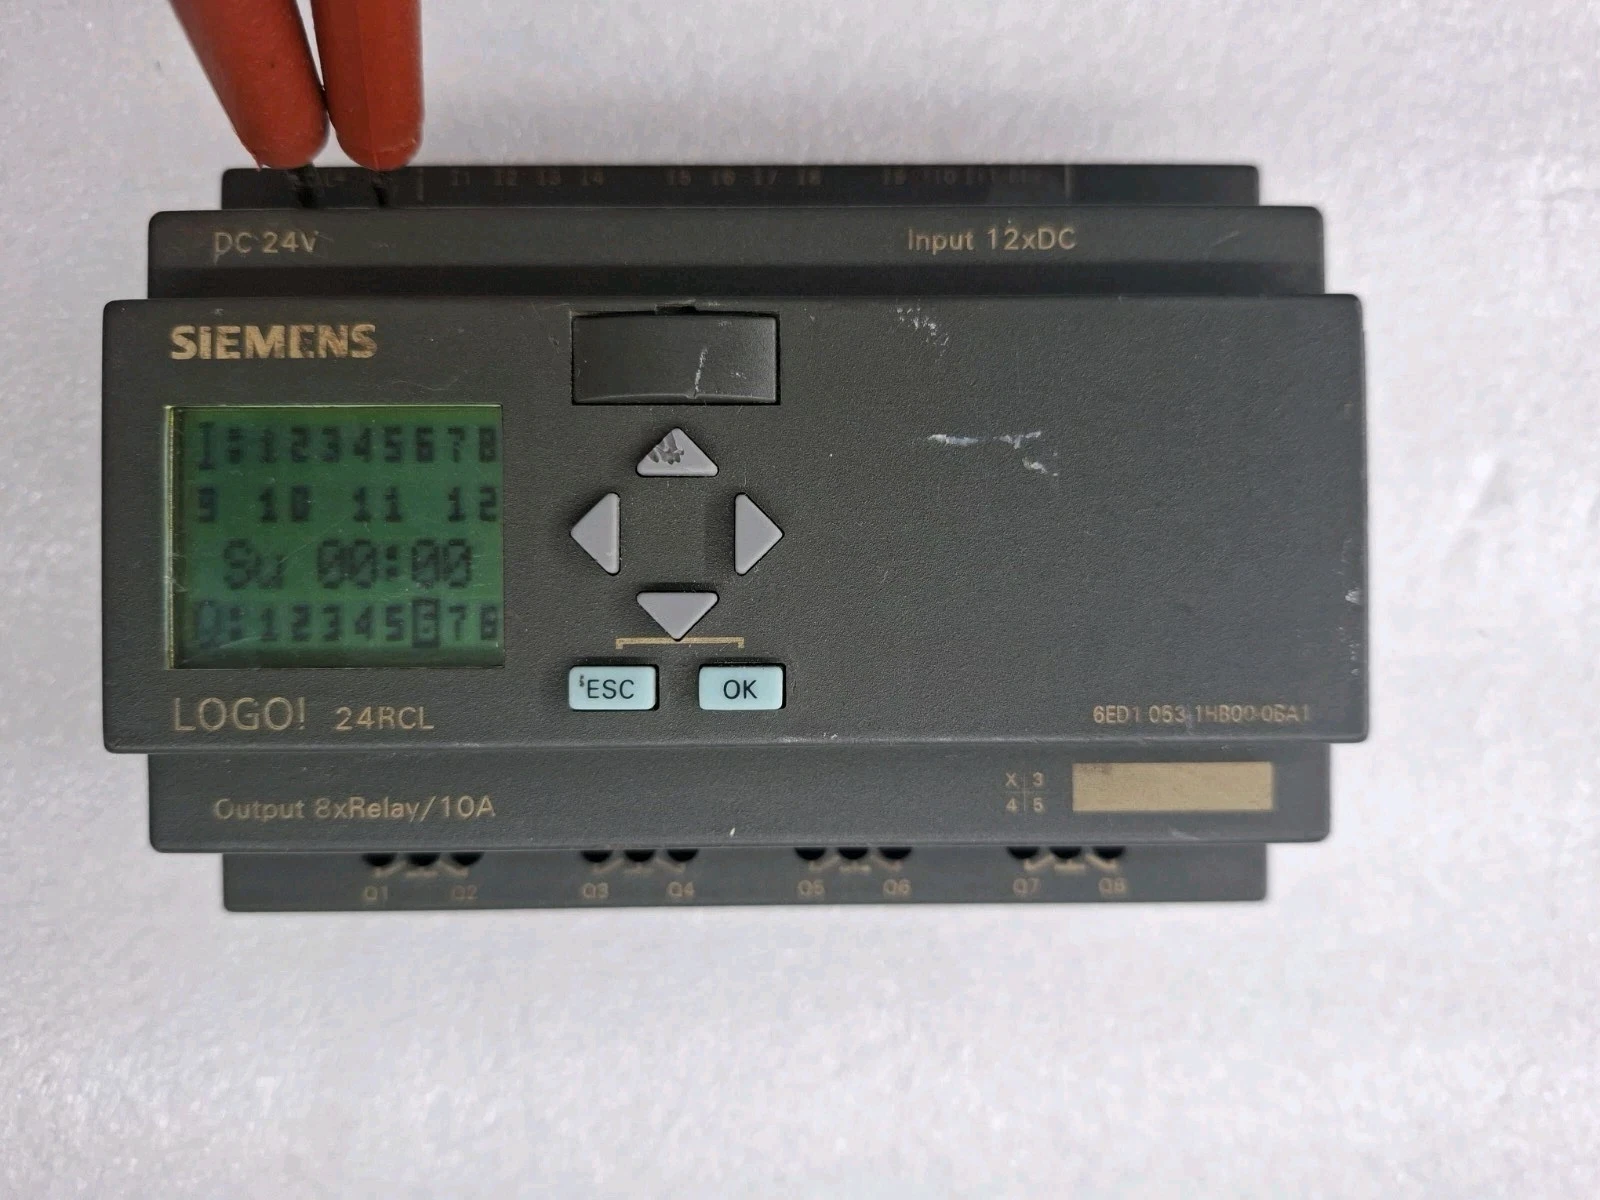 I1 I2 I3 I4 I5 I6 I7 I8
DC 24V Input 12xDC
SIEMENS
I:12345678
9 10 11 12
Su 00:00
Q:12345678
ESC OK
LOGO! 24RCL
6ED1 053-1HB00-0BA1
X 3
4 5
Output 8xRelay/10A
Q1 Q2 Q3 Q4 Q5 Q6 Q7 Q8